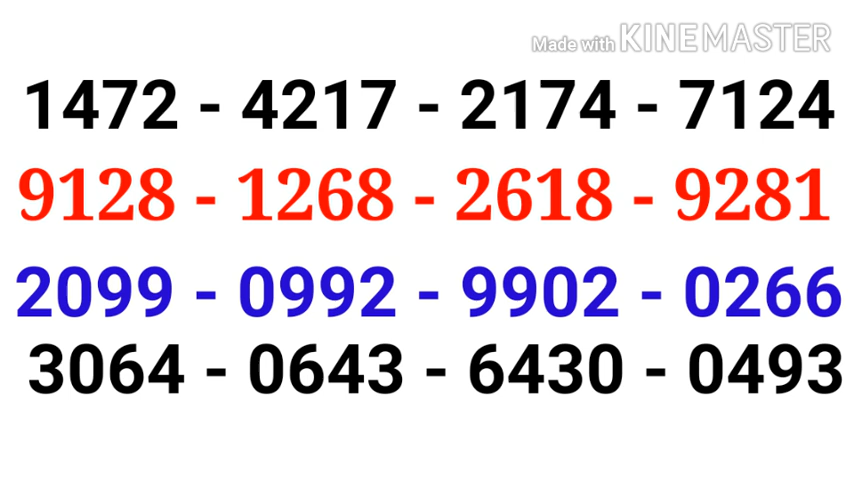 Made with KINEMASTER
1472 - 4217 - 2174 - 7124
9128 - 1268 - 2618 - 9281
2099 - 0992 - 9902 - 0266
3064 - 0643 - 6430 - 0493